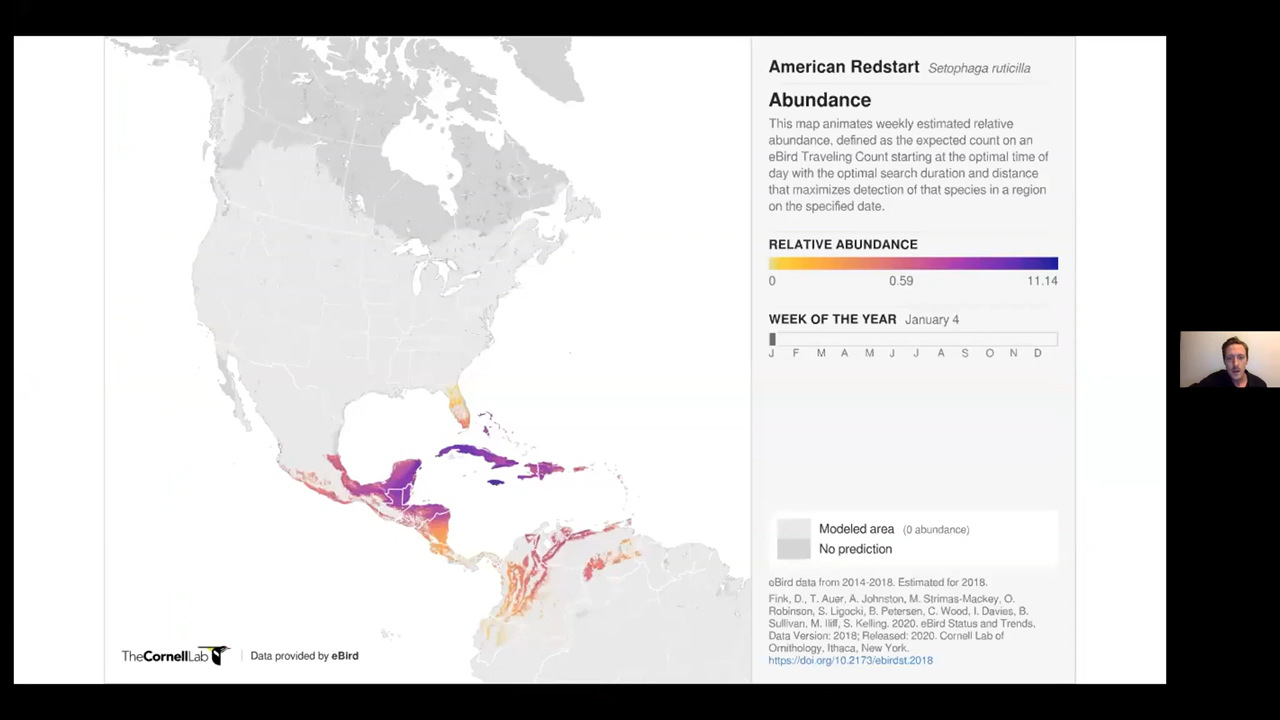 American Redstart Setophaga ruticilla
Abundance
This map animates weekly estimated relative
abundance, defined as the expected count on an
eBird Traveling Count starting at the optimal time of
day with the optimal search duration and distance
that maximizes detection of that species in a region
on the specified date.
RELATIVE ABUNDANCE
0 0.59 11.14
WEEK OF THE YEAR January 4
J F M A M J J A S O N D
Modeled area (0 abundance)
No prediction
eBird data from 2014-2018. Estimated for 2018.
Fink, D., T. Auer, A. Johnston, M. Strimas-Mackey, O.
Robinson, S. Ligocki, B. Petersen, C. Wood, I. Davies, B.
Sullivan, M. Iliff, S. Kelling. 2020. eBird Status and Trends.
Data Version: 2018; Released: 2020. Cornell Lab of
Ornithology, Ithaca, New York.
https://doi.org/10.2173/ebirdst.2018
TheCornellLab Data provided by eBird